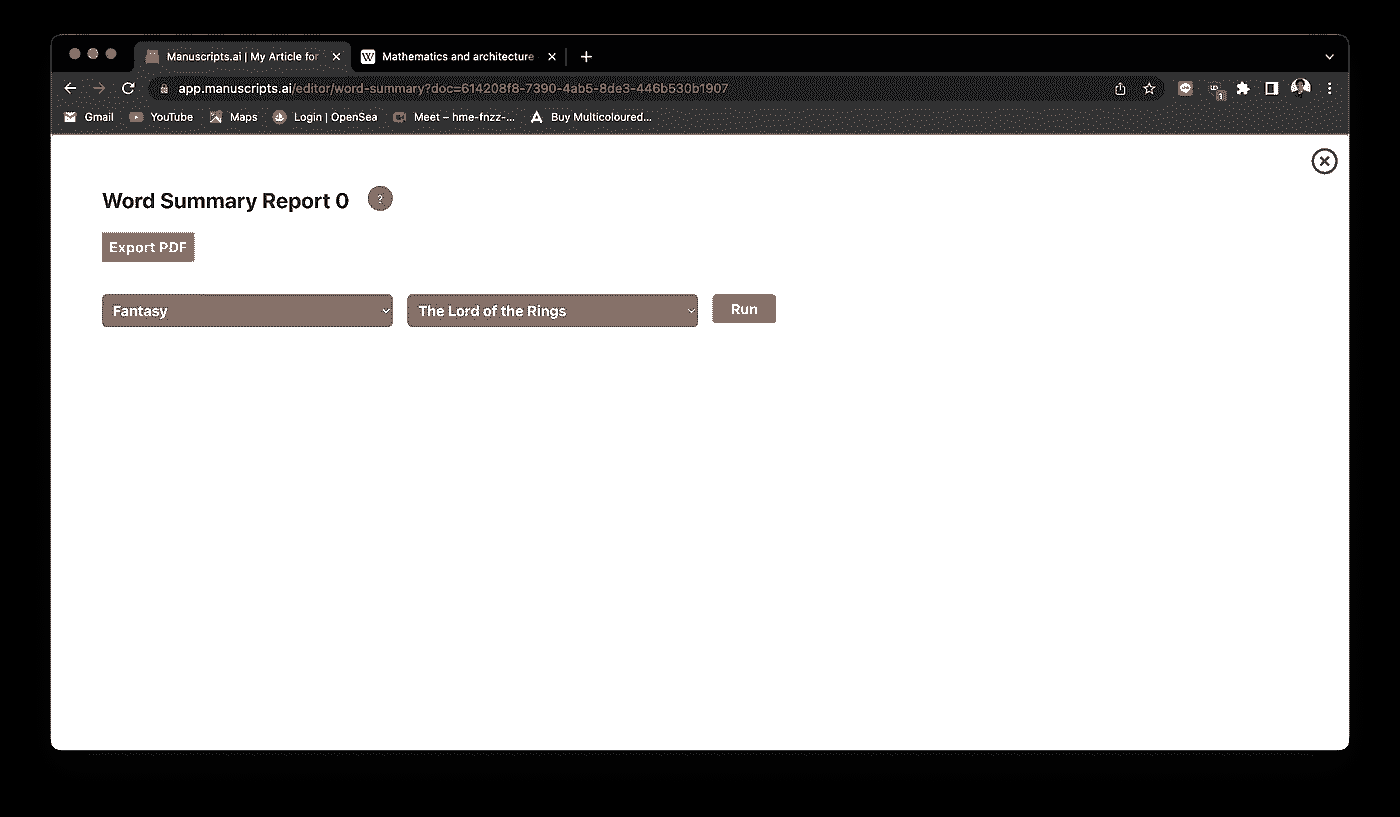 Manuscripts.ai | My Article for
Mathematics and architecture
app.manuscripts.ai/editor/word-summary?doc=614208f8-7390-4ab5-8de3-446b530b1907
Gmail YouTube Maps Login | OpenSea Meet – hme-fnzz-... Buy Multicoloured...
Word Summary Report 0 ?
Export PDF
Fantasy The Lord of the Rings Run